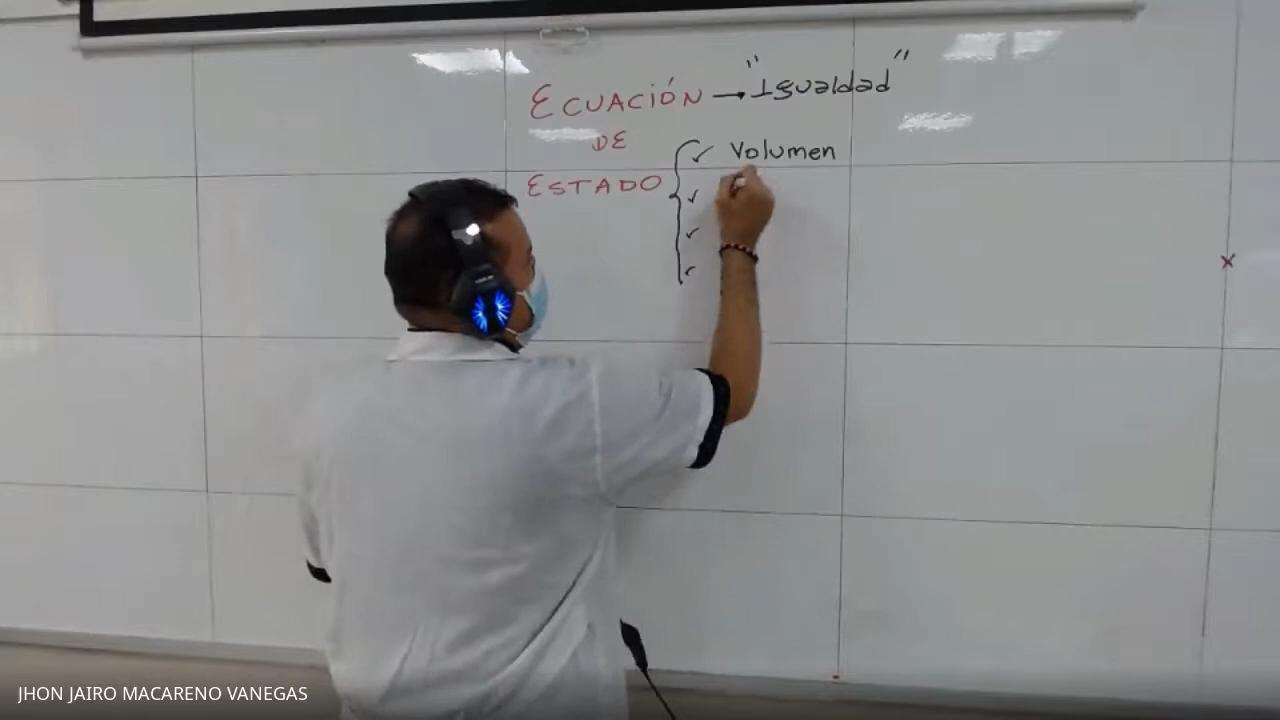 ECUACIÓN → "Igualdad"
DE
ESTADO { ✓ Volumen
✓
✓
✓
x
JHON JAIRO MACARENO VANEGAS